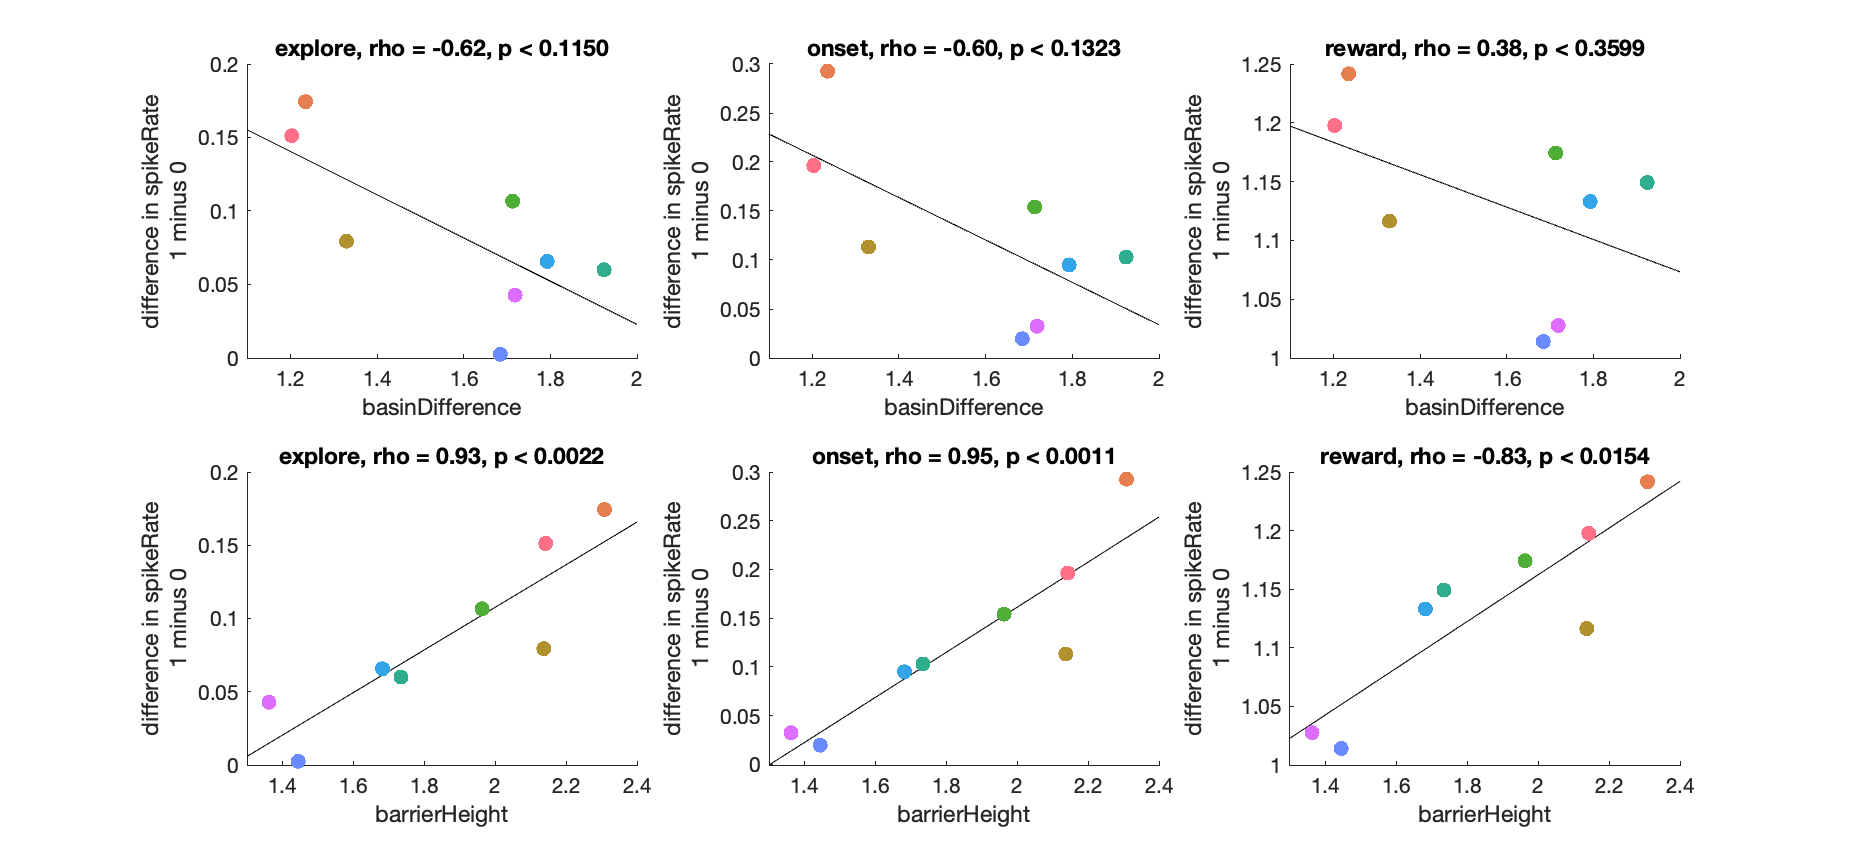 explore, rho = -0.62, p < 0.1150
0.2
0.15
0.1
0.05
0
difference in spikeRate
1 minus 0
1.2 1.4 1.6 1.8 2
basinDifference
onset, rho = -0.60, p < 0.1323
0.3
0.25
0.2
0.15
0.1
0.05
0
difference in spikeRate
1 minus 0
1.2 1.4 1.6 1.8 2
basinDifference
reward, rho = 0.38, p < 0.3599
1.25
1.2
1.15
1.1
1.05
1
difference in spikeRate
1 minus 0
1.2 1.4 1.6 1.8 2
basinDifference
explore, rho = 0.93, p < 0.0022
0.2
0.15
0.1
0.05
0
difference in spikeRate
1 minus 0
1.4 1.6 1.8 2 2.2 2.4
barrierHeight
onset, rho = 0.95, p < 0.0011
0.3
0.25
0.2
0.15
0.1
0.05
0
difference in spikeRate
1 minus 0
1.4 1.6 1.8 2 2.2 2.4
barrierHeight
reward, rho = -0.83, p < 0.0154
1.25
1.2
1.15
1.1
1.05
1
difference in spikeRate
1 minus 0
1.4 1.6 1.8 2 2.2 2.4
barrierHeight